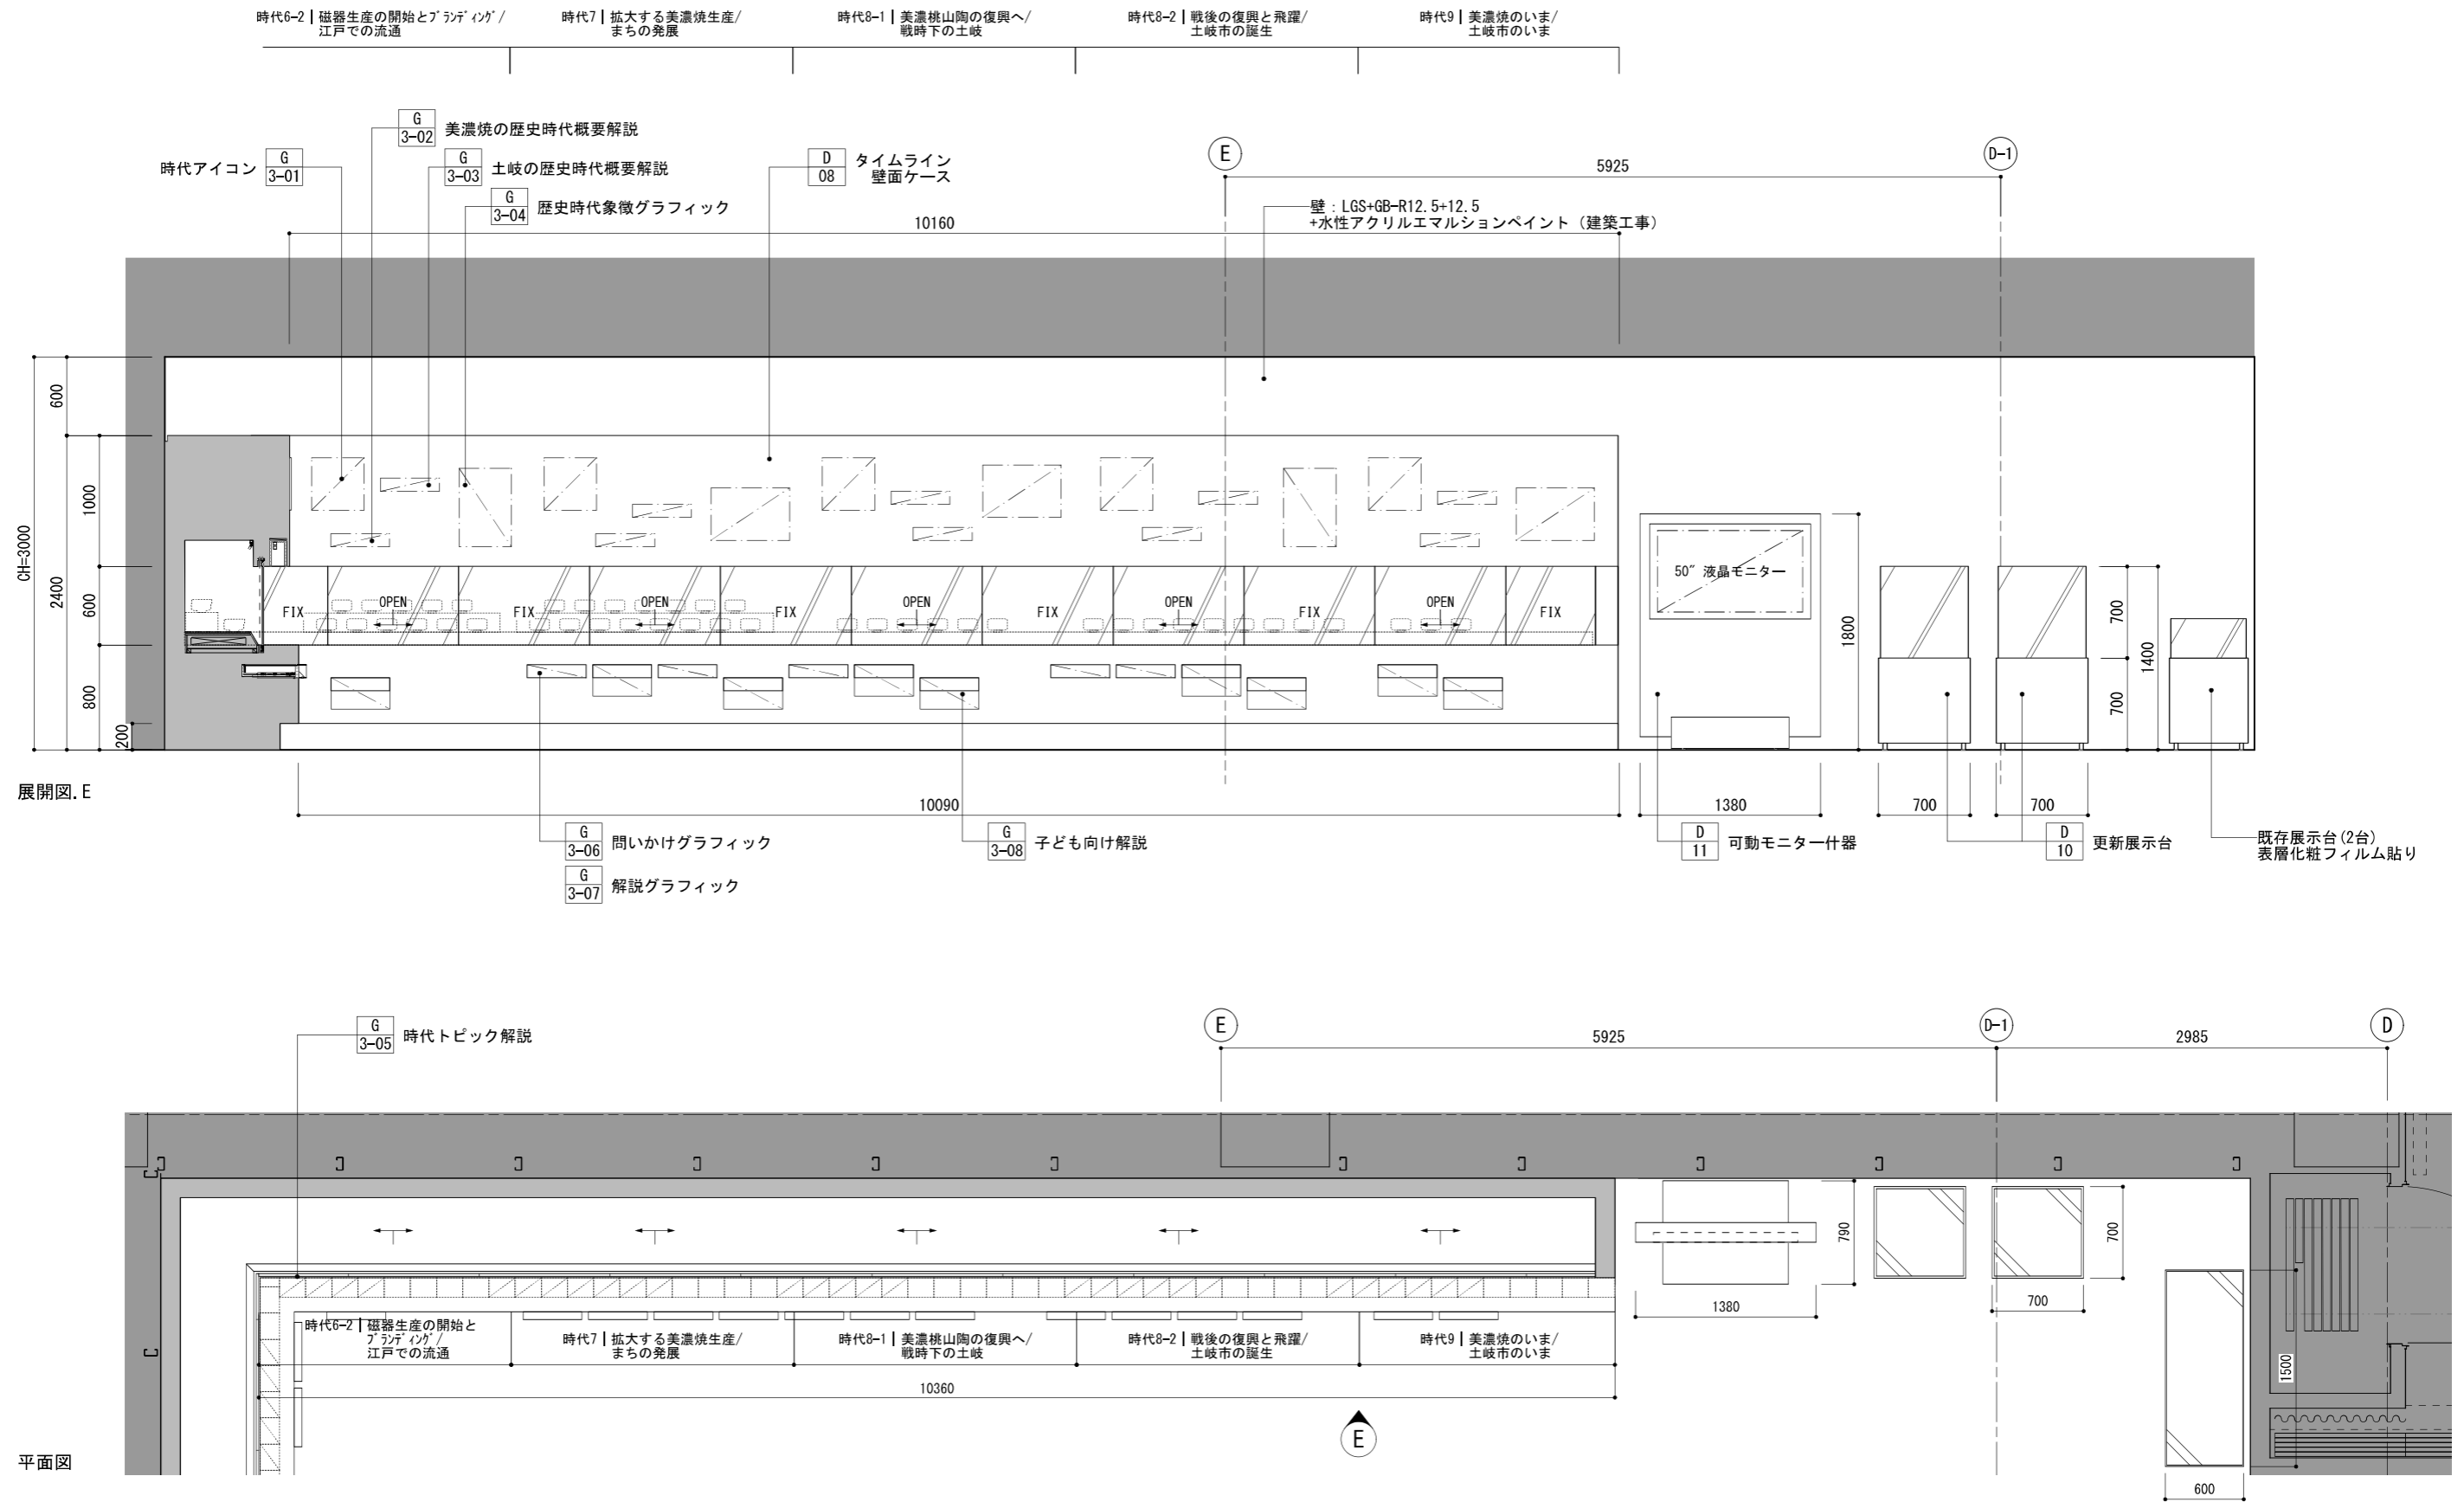 時代6-2 | 磁器生産の開始とﾌﾞﾗﾝﾃﾞｨﾝｸﾞ/
江戸での流通
時代7 | 拡大する美濃焼生産/
まちの発展
時代8-1 | 美濃桃山陶の復興へ/
戦時下の土岐
時代8-2 | 戦後の復興と飛躍/
土岐市の誕生
時代9 | 美濃焼のいま/
土岐市のいま
G
3-02
美濃焼の歴史時代概要解説
時代アイコン
G
3-01
G
3-03
土岐の歴史時代概要解説
G
3-04
歴史時代象徴グラフィック
D
08
タイムライン
壁面ケース
E
D-1
5925
壁：LGS+GB-R12.5+12.5
+水性アクリルエマルションペイント（建築工事）
10160
CH=3000
600
2400
1000
600
800
200
FIX
OPEN
FIX
OPEN
FIX
OPEN
FIX
OPEN
FIX
OPEN
FIX
50″ 液晶モニター
1800
700
700
1400
展開図.E
10090
1380
700
700
G
3-06
問いかけグラフィック
G
3-07
解説グラフィック
G
3-08
子ども向け解説
D
11
可動モニター什器
D
10
更新展示台
既存展示台(2台)
表層化粧フィルム貼り
G
3-05
時代トピック解説
E
D-1
D
5925
2985
790
700
1380
700
1500
600
時代6-2 | 磁器生産の開始と
ﾌﾞﾗﾝﾃﾞｨﾝｸﾞ/
江戸での流通
時代7 | 拡大する美濃焼生産/
まちの発展
時代8-1 | 美濃桃山陶の復興へ/
戦時下の土岐
時代8-2 | 戦後の復興と飛躍/
土岐市の誕生
時代9 | 美濃焼のいま/
土岐市のいま
10360
E
平面図